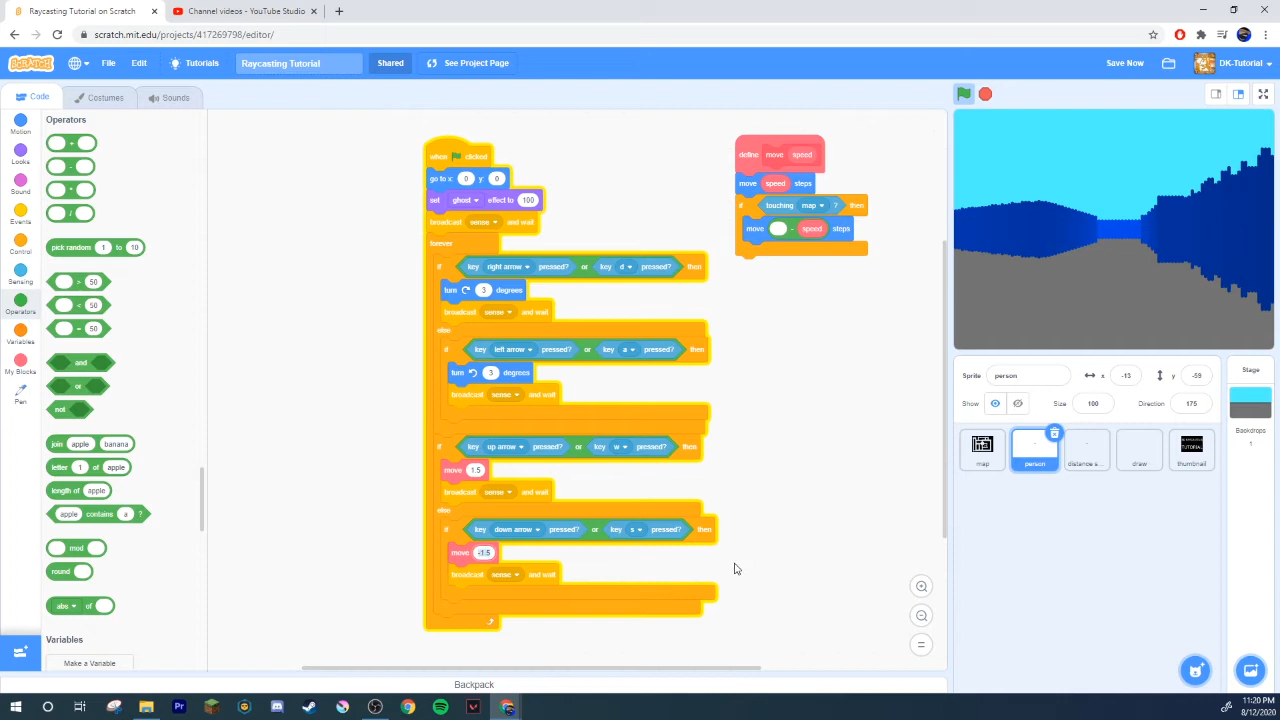 Raycasting Tutorial on Scratch
Channel videos - YouTube Studio
scratch.mit.edu/projects/417269798/editor/
SCRATCH
File
Edit
Tutorials
Raycasting Tutorial
Shared
See Project Page
Save Now
DK-Tutorial
Code
Costumes
Sounds
Motion
Looks
Sound
Events
Control
Sensing
Operators
Variables
My Blocks
Pen
Operators
+
-
*
/
pick random 1 to 10
> 50
< 50
= 50
and
or
not
join apple banana
letter 1 of apple
length of apple
apple contains a ?
mod
round
abs of
Variables
Make a Variable
when clicked
go to x: 0 y: 0
set ghost effect to 100
broadcast sense and wait
forever
if key right arrow pressed? or key d pressed? then
turn 3 degrees
broadcast sense and wait
else
if key left arrow pressed? or key a pressed? then
turn 3 degrees
broadcast sense and wait
if key up arrow pressed? or key w pressed? then
move 1.5
broadcast sense and wait
else
if key down arrow pressed? or key s pressed? then
move -1.5
broadcast sense and wait
define move speed
move speed steps
if touching map ? then
move - speed steps
Sprite person x -13 y -59
Show Size 100 Direction 175
map
person
distance s...
draw
thumbnail
TUTORIAL
Stage
Backdrops
1
Backpack
11:20 PM
8/12/2020